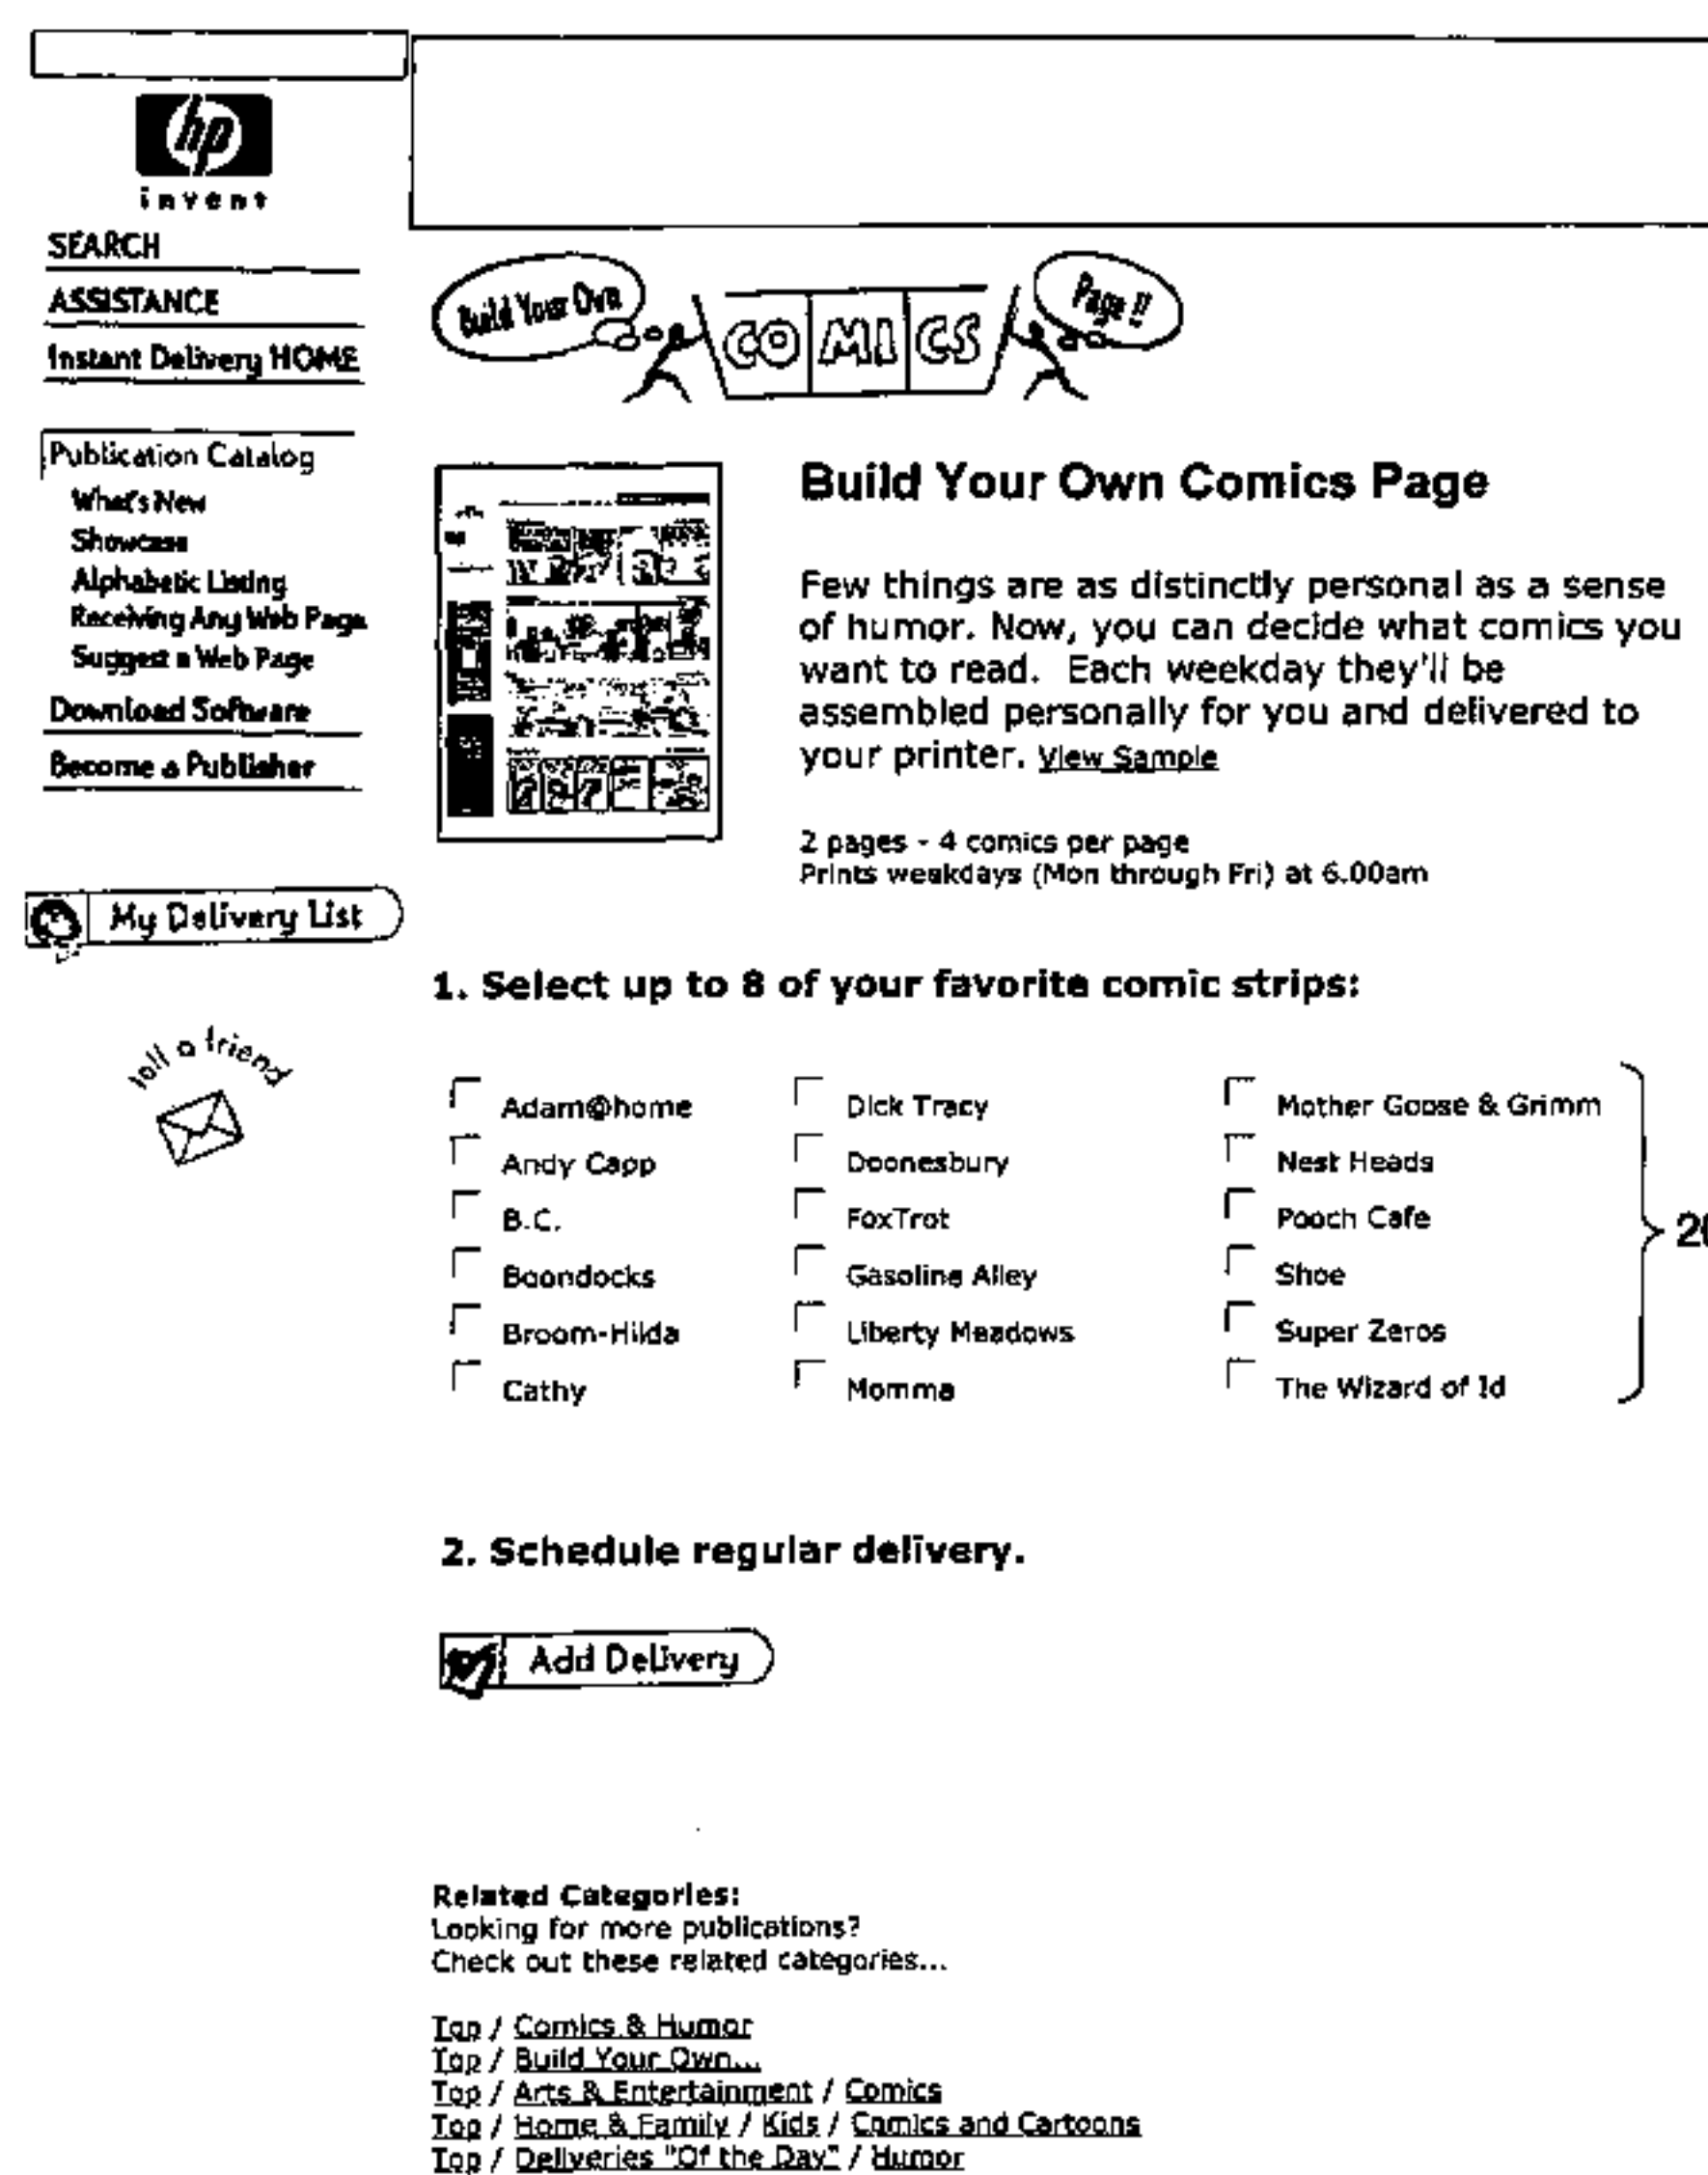 hp
invent
SEARCH
ASSISTANCE
Instant Delivery HOME
Publication Catalog
What's New
Showcase
Alphabetic Listing
Receiving Any Web Page
Suggest a Web Page
Download Software
Become a Publisher
My Delivery List
tell a friend
Build Your Own
COMICS
Page !!
Build Your Own Comics Page
Few things are as distinctly personal as a sense
of humor. Now, you can decide what comics you
want to read.  Each weekday they'll be
assembled personally for you and delivered to
your printer. View Sample
2 pages - 4 comics per page
Prints weekdays (Mon through Fri) at 6.00am
1. Select up to 8 of your favorite comic strips:
Adam@home Dick Tracy Mother Goose & Grimm
Andy Capp Doonesbury Nest Heads
B.C. FoxTrot Pooch Cafe
Boondocks Gasoline Alley Shoe
Broom-Hilda Liberty Meadows Super Zeros
Cathy Momma The Wizard of Id
2. Schedule regular delivery.
Add Delivery
Related Categories:
Looking for more publications?
Check out these related categories...
Top / Comics & Humor
Top / Build Your Own...
Top / Arts & Entertainment / Comics
Top / Home & Family / Kids / Comics and Cartoons
Top / Deliveries "Of the Day" / Humor